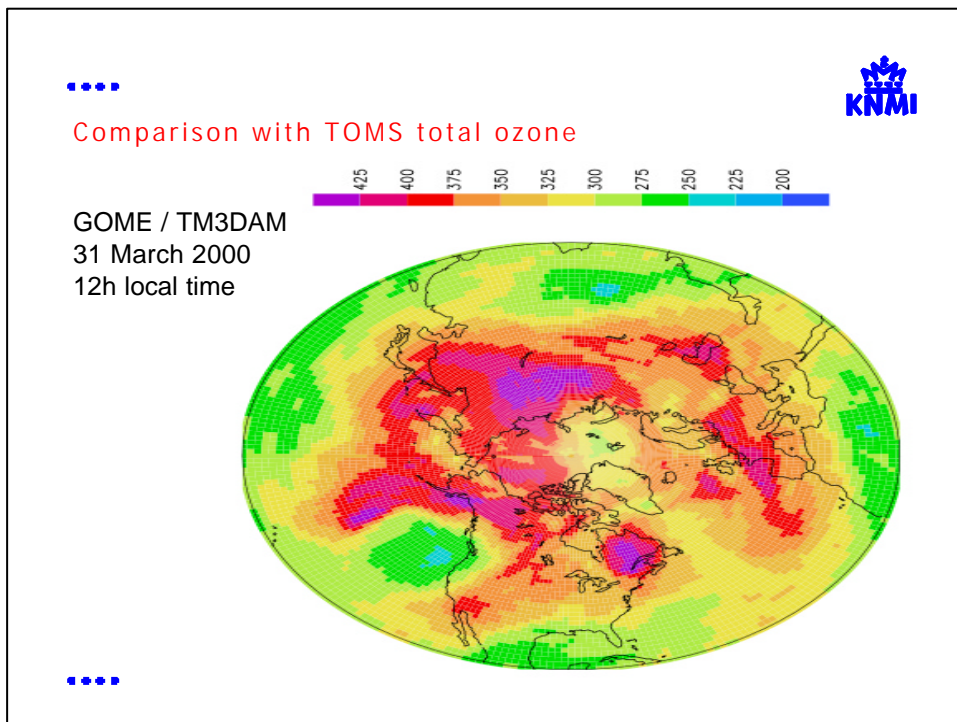 KNMI
Comparison with TOMS total ozone
425 400 375 350 325 300 275 250 225 200
GOME / TM3DAM
31 March 2000
12h local time